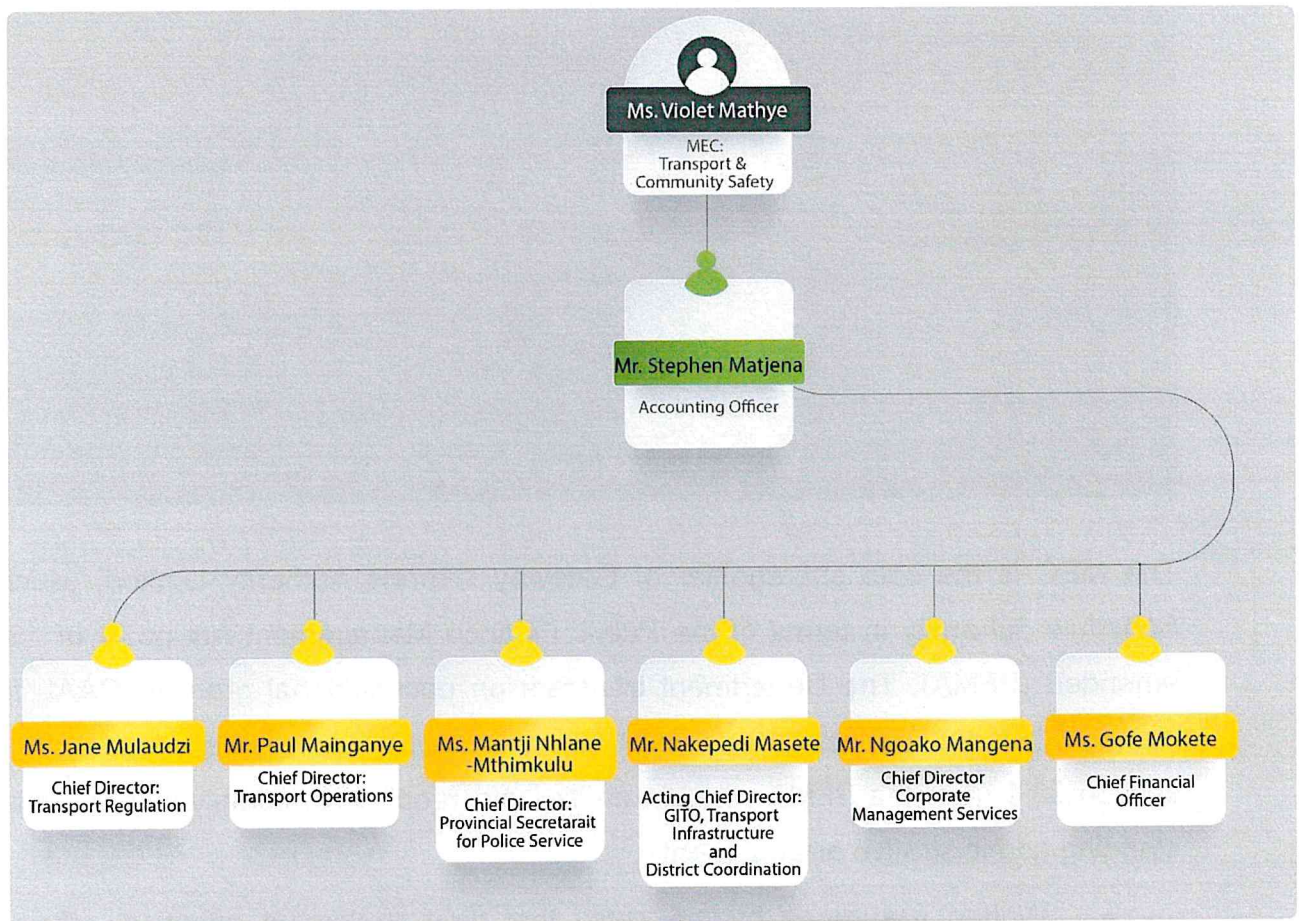 Ms. Violet Mathye
MEC:
Transport &
Community Safety
Mr. Stephen Matjena
Accounting Officer
Ms. Jane Mulaudzi
Chief Director:
Transport Regulation
Mr. Paul Mainganye
Chief Director:
Transport Operations
Ms. Mantji Nhlane
-Mthimkulu
Chief Director:
Provincial Secretarait
for Police Service
Mr. Nakepedi Masete
Acting Chief Director:
GITO, Transport
Infrastructure
and
District Coordination
Mr. Ngoako Mangena
Chief Director
Corporate
Management Services
Ms. Gofe Mokete
Chief Financial
Officer